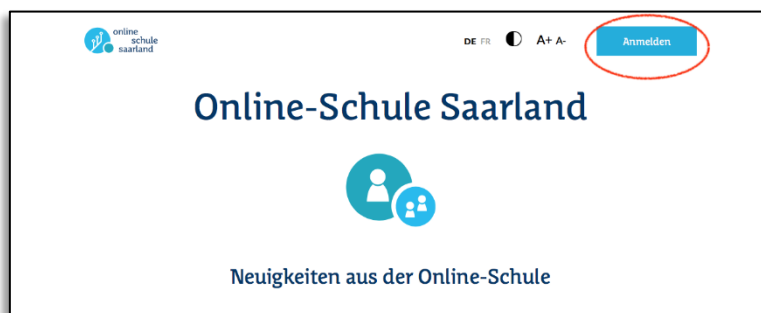 online
schule
saarland
DE FR A+ A-
Anmelden
Online-Schule Saarland
Neuigkeiten aus der Online-Schule